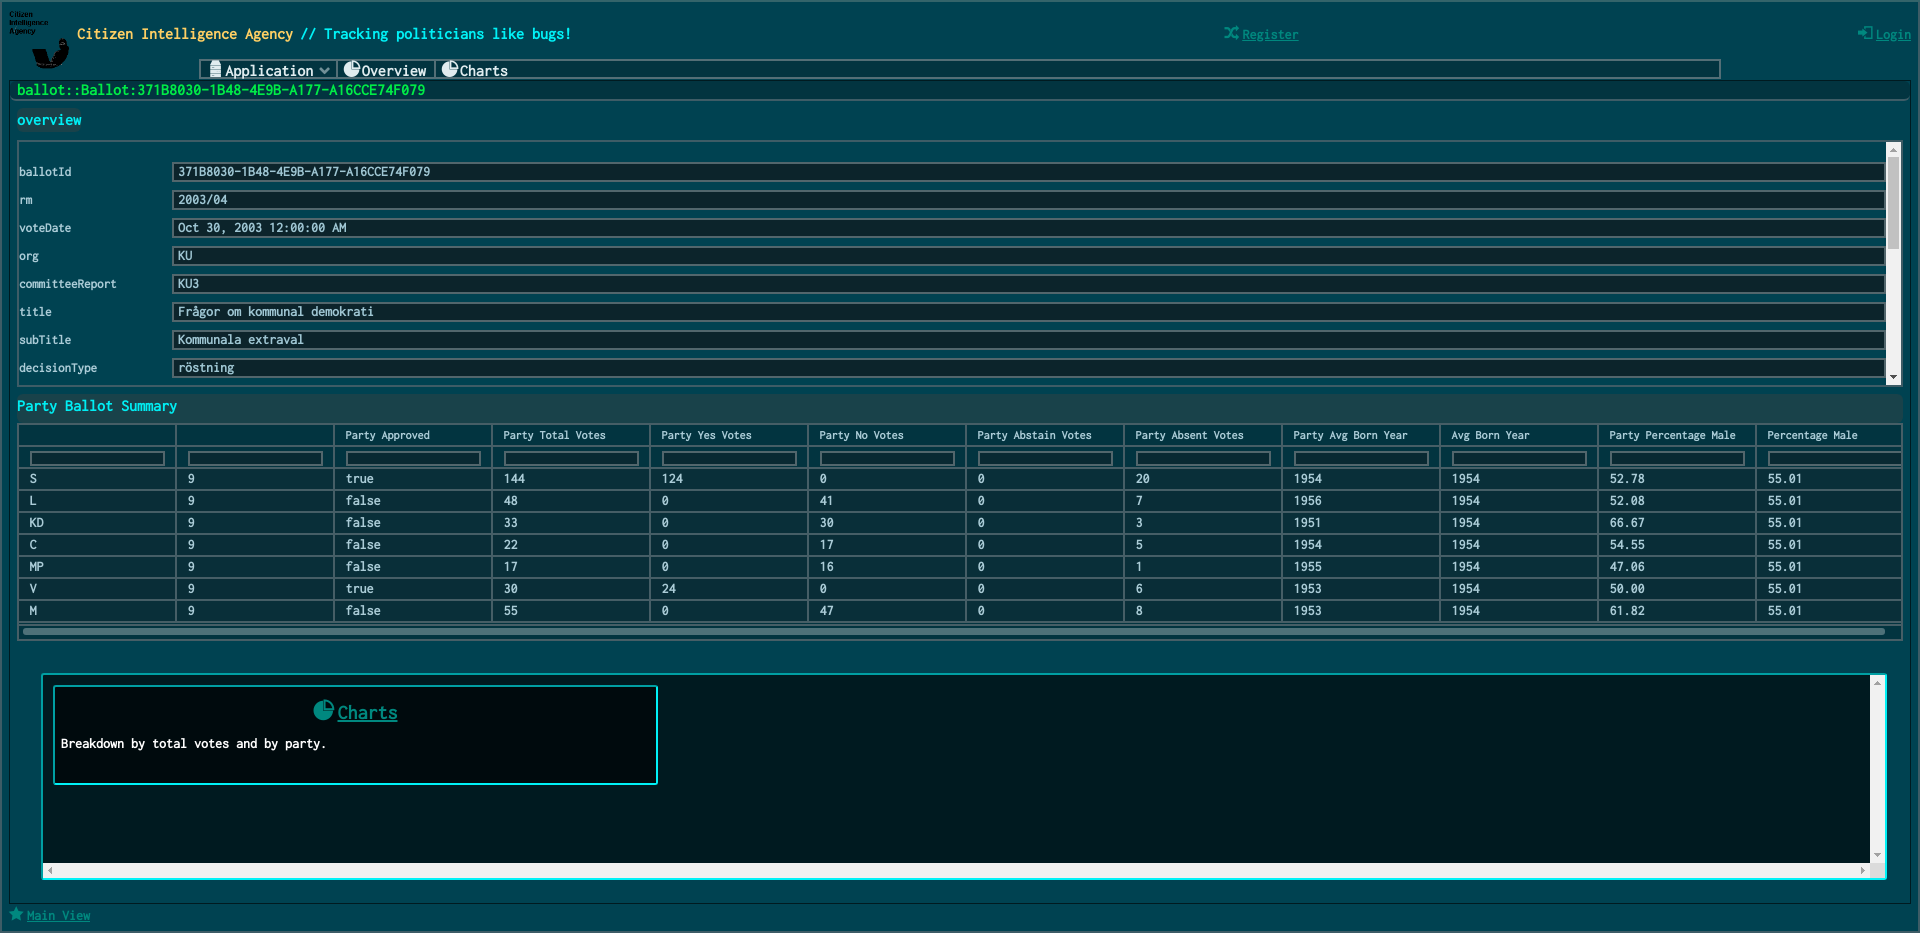 Citizen
Intelligence
Agency
Citizen Intelligence Agency // Tracking politicians like bugs!
Register
Login
Application
Overview
Charts
ballot::Ballot:371B8030-1B48-4E9B-A177-A16CCE74F079
overview
ballotId 371B8030-1B48-4E9B-A177-A16CCE74F079
rm 2003/04
voteDate Oct 30, 2003 12:00:00 AM
org KU
committeeReport KU3
title Frågor om kommunal demokrati
subTitle Kommunala extraval
decisionType röstning
Party Ballot Summary
Party Approved Party Total Votes Party Yes Votes Party No Votes Party Abstain Votes Party Absent Votes Party Avg Born Year Avg Born Year Party Percentage Male Percentage Male
S 9 true 144 124 0 0 20 1954 1954 52.78 55.01
L 9 false 48 0 41 0 7 1956 1954 52.08 55.01
KD 9 false 33 0 30 0 3 1951 1954 66.67 55.01
C 9 false 22 0 17 0 5 1954 1954 54.55 55.01
MP 9 false 17 0 16 0 1 1955 1954 47.06 55.01
V 9 true 30 24 0 0 6 1953 1954 50.00 55.01
M 9 false 55 0 47 0 8 1953 1954 61.82 55.01
Charts
Breakdown by total votes and by party.
Main View